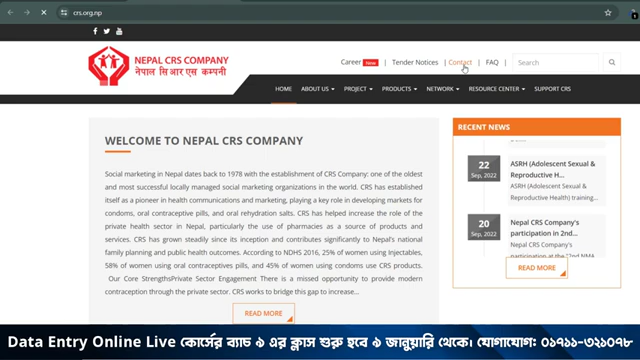 crs.org.np
Career New | Tender Notices | Contact | FAQ
Search
NEPAL CRS COMPANY
नेपाल सि आर एस कम्पनी
HOME ABOUT US PROJECT PRODUCTS NETWORK RESOURCE CENTER SUPPORT CRS
WELCOME TO NEPAL CRS COMPANY
Social marketing in Nepal dates back to 1978 with the establishment of CRS Company: one of the oldest
and most successful locally managed social marketing organizations in the world. CRS has established
itself as a pioneer in health communications and marketing, playing a key role in developing markets for
condoms, oral contraceptive pills, and oral rehydration salts. CRS has helped increase the role of the
private health sector in Nepal, particularly the use of pharmacies as a source of products and
services. CRS has grown steadily since its inception and contributes significantly to Nepal's national
family planning and public health outcomes. According to NDHS 2016, 25% of women using Injectables,
58% of women using oral contraceptives pills, and 45% of women using condoms use CRS products.
Our Core StrengthsPrivate Sector Engagement There is a missed opportunity to provide modern
contraception through the private sector. CRS works to bridge this gap to increase...
READ MORE
RECENT NEWS
22
Sep, 2022
ASRH (Adolescent Sexual &
Reproductive H...
ASRH (Adolescent Sexual &
Reproductive Health) training...
20
Sep, 2022
Nepal CRS Company's
participation in 2nd...
Nepal CRS Company's
participation at the 22nd NMA
READ MORE
Data Entry Online Live কোর্সের ব্যাচ ৯ এর ক্লাস শুরু হবে ৯ জানুয়ারি থেকে। যোগাযোগ: ০১৭১১-৩২১০৭৮